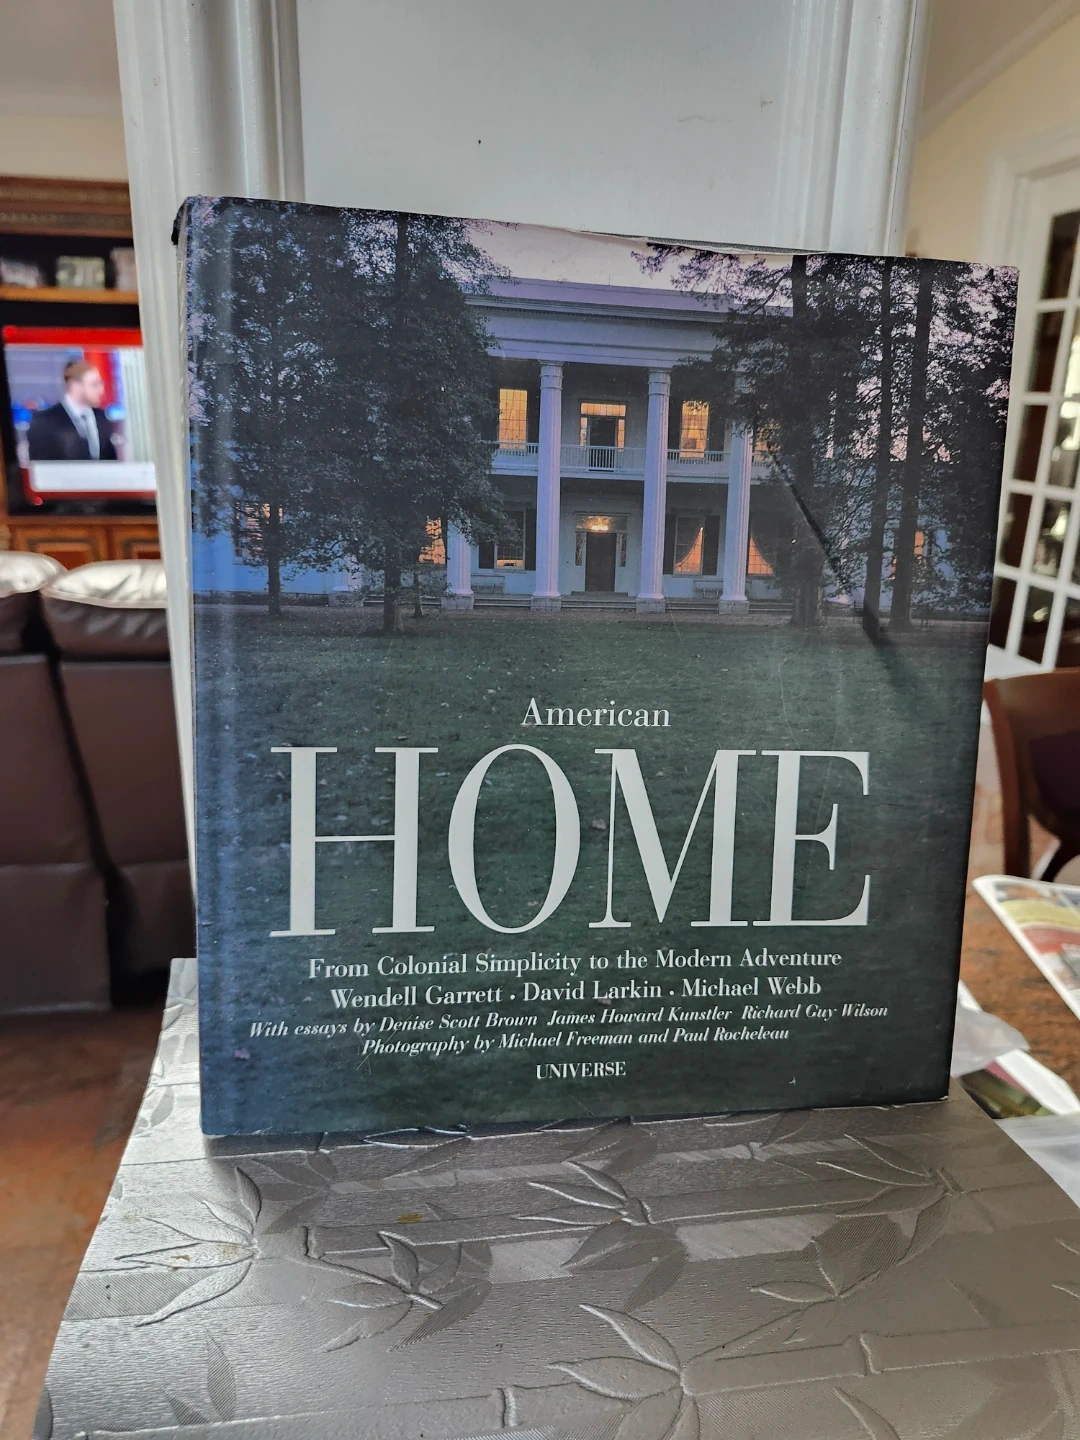 American
HOME
From Colonial Simplicity to the Modern Adventure
Wendell Garrett • David Larkin • Michael Webb
With essays by Denise Scott Brown James Howard Kunstler Richard Guy Wilson
Photography by Michael Freeman and Paul Rocheleau
UNIVERSE